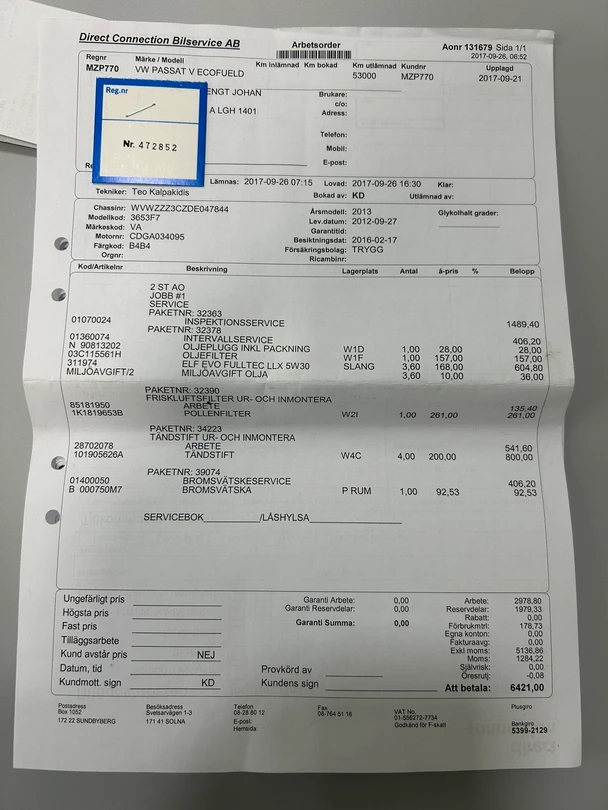 Direct Connection Bilservice AB
Arbetsorder
Aonr 131679 Sida 1/1
2017-09-26, 06:52
Regnr Märke / Modell Km inlämnad Km bokad Km utlämnad Kundnr Upplagd
MZP770 VW PASSAT V ECOFUELD 53000 MZP770 2017-09-21
ENGT JOHAN
A LGH 1401
Brukare:
c/o:
Adress:
Telefon:
Mobil:
E-post:
Reg.nr
Nr. 472852
Re
Lämnas: 2017-09-26 07:15 Lovad: 2017-09-26 16:30 Klar:
Tekniker: Teo Kalpakidis Bokad av: KD Utlämnad av:
Chassinr: WVWZZZ3CZDE047844 Årsmodell: 2013 Glykolhalt grader:
Modellkod: 3653F7 Lev.datum: 2012-09-27
Märkeskod: VA Garantitid:
Motornr: CDGA034095 Besiktningsdat: 2016-02-17
Färgkod: B4B4 Försäkringsbolag: TRYGG
Orgnr: Ricambinr:
Kod/Artikelnr Beskrivning Lagerplats Antal á-pris % Belopp
2 ST AO
JOBB #1
SERVICE
PAKETNR: 32363
01070024 INSPEKTIONSSERVICE 1489,40
PAKETNR: 32378
01360074 INTERVALLSERVICE 406,20
N 90813202 OLJEPLUGG INKL PACKNING W1D 1,00 28,00 28,00
03C115561H OLJEFILTER W1F 1,00 157,00 157,00
311974 ELF EVO FULLTEC LLX 5W30 SLANG 3,60 168,00 604,80
MILJÖAVGIFT/2 MILJÖAVGIFT OLJA 3,60 10,00 36,00
PAKETNR: 32390
FRISKLUFTSFILTER UR- OCH INMONTERA
85181950 ARBETE 135,40
1K1819653B POLLENFILTER W2I 1,00 261,00 261,00
PAKETNR: 34223
TÄNDSTIFT UR- OCH INMONTERA
28702078 ARBETE 541,60
101905626A TÄNDSTIFT W4C 4,00 200,00 800,00
PAKETNR: 39074
01400050 BROMSVÄTSKESERVICE 406,20
B 000750M7 BROMSVÄTSKA P RUM 1,00 92,53 92,53
SERVICEBOK__________/LÅSHYLSA________________
Ungefärligt pris
Högsta pris
Fast pris
Tilläggsarbete
Kund avstår pris NEJ
Datum, tid
Kundmott. sign KD
Garanti Arbete: 0,00
Garanti Reservdelar: 0,00
Garanti Summa: 0,00
Provkörd av
Kundens sign
Arbete: 2978,80
Reservdelar: 1979,33
Rabatt: 0,00
Förbrukmtrl: 178,73
Egna konton: 0,00
Fakturaavg: 0,00
Exkl moms: 5136,86
Moms: 1284,22
Självrisk: 0,00
Öresrutj: -0,08
Att betala: 6421,00
Postadress Besöksadress Telefon Fax VAT No. Plusgiro
Box 1052 Svetsarvägen 1-3 08-28 80 12 08-764 51 18 01-556272-7734
172 22 SUNDBYBERG 171 41 SOLNA E-post: Godkänd för F-skatt Bankgiro
Hemsida: 5399-2129